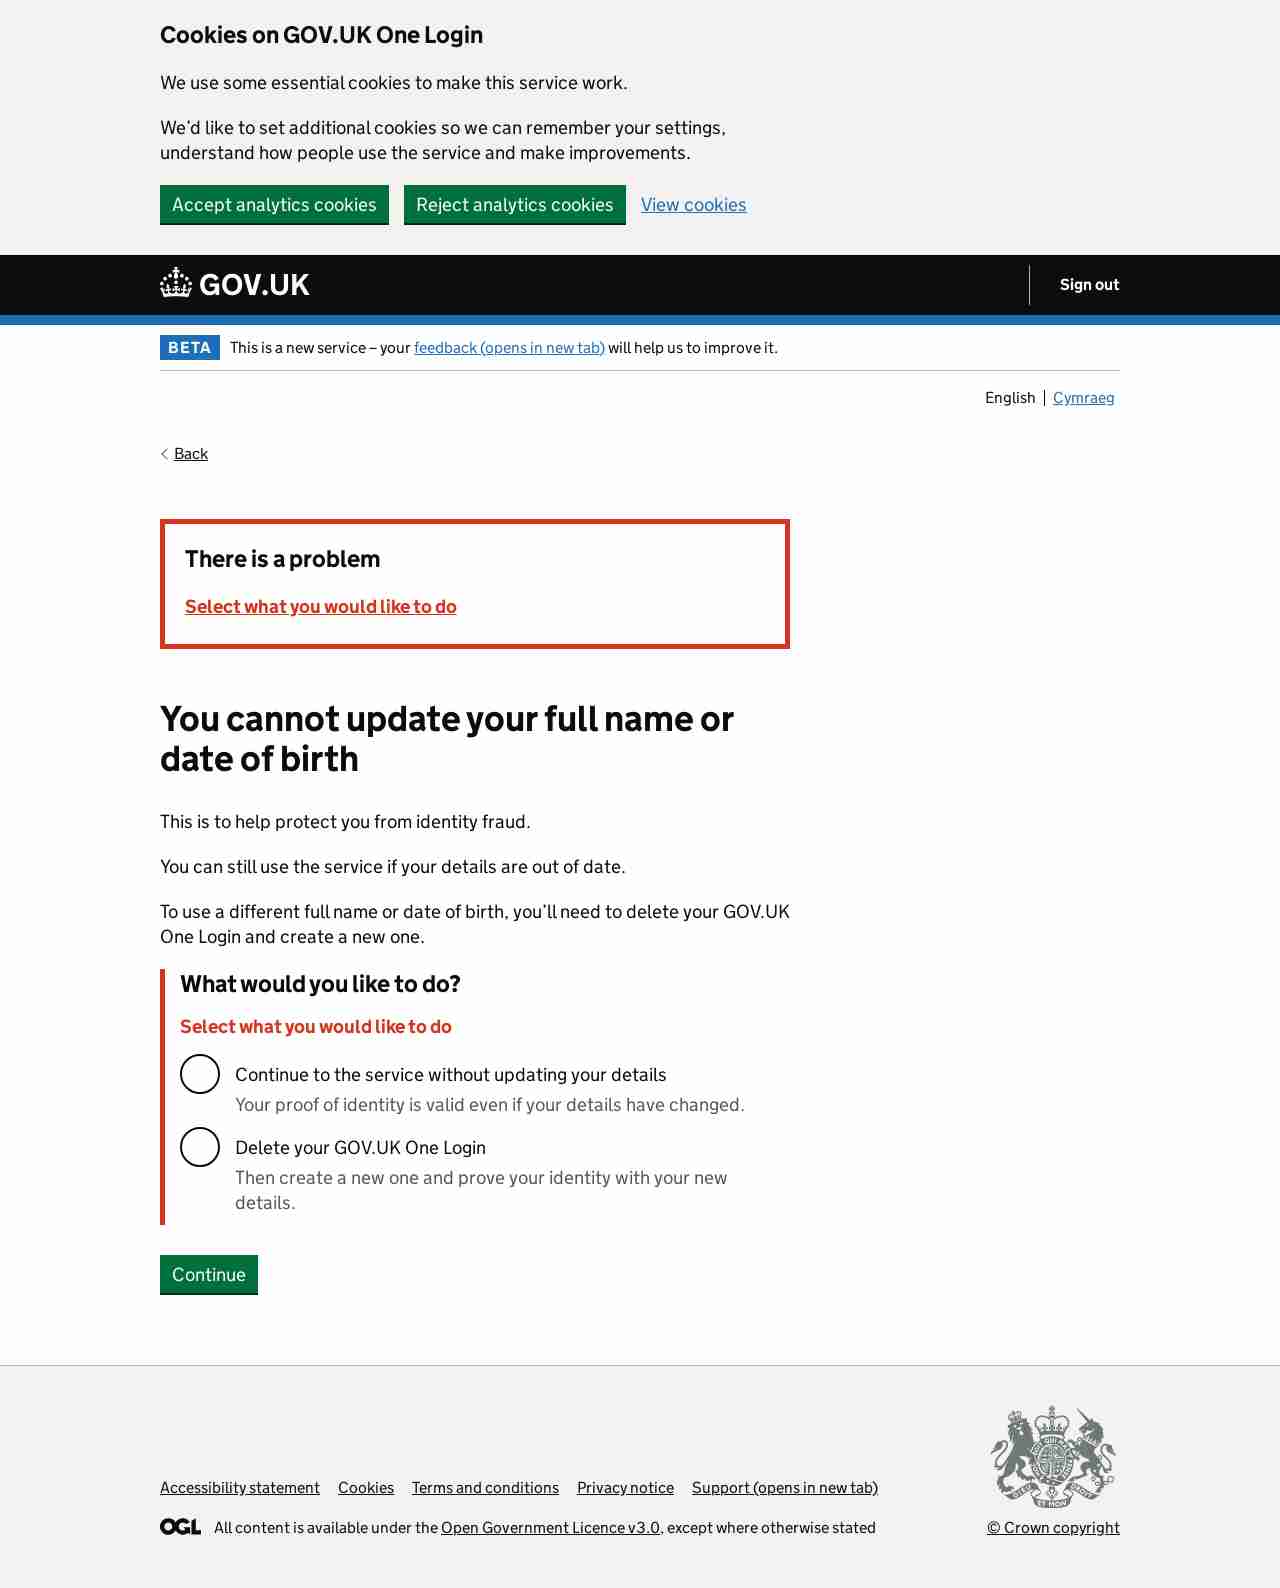 Cookies on GOV.UK One Login
We use some essential cookies to make this service work.
We’d like to set additional cookies so we can remember your settings,
understand how people use the service and make improvements.
Accept analytics cookies
Reject analytics cookies
View cookies
GOV.UK
Sign out
BETA
This is a new service – your feedback (opens in new tab) will help us to improve it.
English
Cymraeg
Back
There is a problem
Select what you would like to do
You cannot update your full name or
date of birth
This is to help protect you from identity fraud.
You can still use the service if your details are out of date.
To use a different full name or date of birth, you’ll need to delete your GOV.UK
One Login and create a new one.
What would you like to do?
Select what you would like to do
Continue to the service without updating your details
Your proof of identity is valid even if your details have changed.
Delete your GOV.UK One Login
Then create a new one and prove your identity with your new
details.
Continue
Accessibility statement
Cookies
Terms and conditions
Privacy notice
Support (opens in new tab)
OGL
All content is available under the Open Government Licence v3.0, except where otherwise stated
© Crown copyright